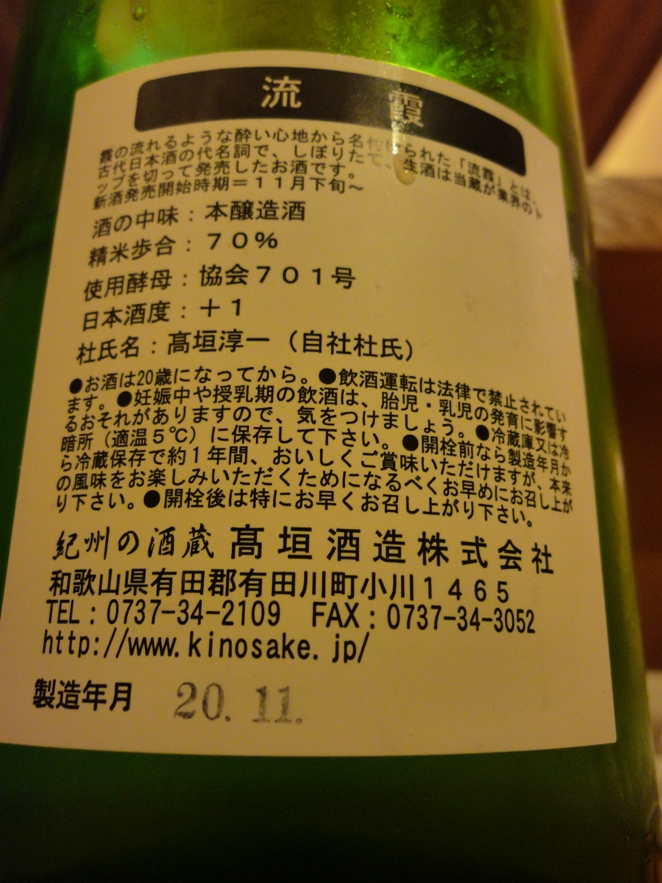 流霞
霞の流れるような酔い心地から名付けられた「流霞」とは、
古代日本酒の代名詞で、しぼりたて、生酒は当蔵が業界のト
ップを切って発売したお酒です。
新酒発売開始時期＝１１月下旬～
酒の中味：本醸造酒
精米歩合：７０％
使用酵母：協会７０１号
日本酒度：＋１
杜氏名：髙垣淳一（自社杜氏）
●お酒は20歳になってから。●飲酒運転は法律で禁止されてい
ます。●妊娠中や授乳期の飲酒は、胎児・乳児の発育に影響す
るおそれがありますので、気をつけましょう。●冷蔵庫又は冷
暗所（適温５℃）に保存して下さい。●開栓前なら製造年月か
ら冷蔵保存で約１年間、おいしくご賞味いただけますが、本来
の風味をお楽しみいただくためになるべくお早めにお召し上が
り下さい。●開栓後は特にお早くお召し上がり下さい。
紀州の酒蔵 髙垣酒造株式会社
和歌山県有田郡有田川町小川１４６５
TEL：0737-34-2109 FAX：0737-34-3052
http://www.kinosake.jp/
製造年月 20.11.